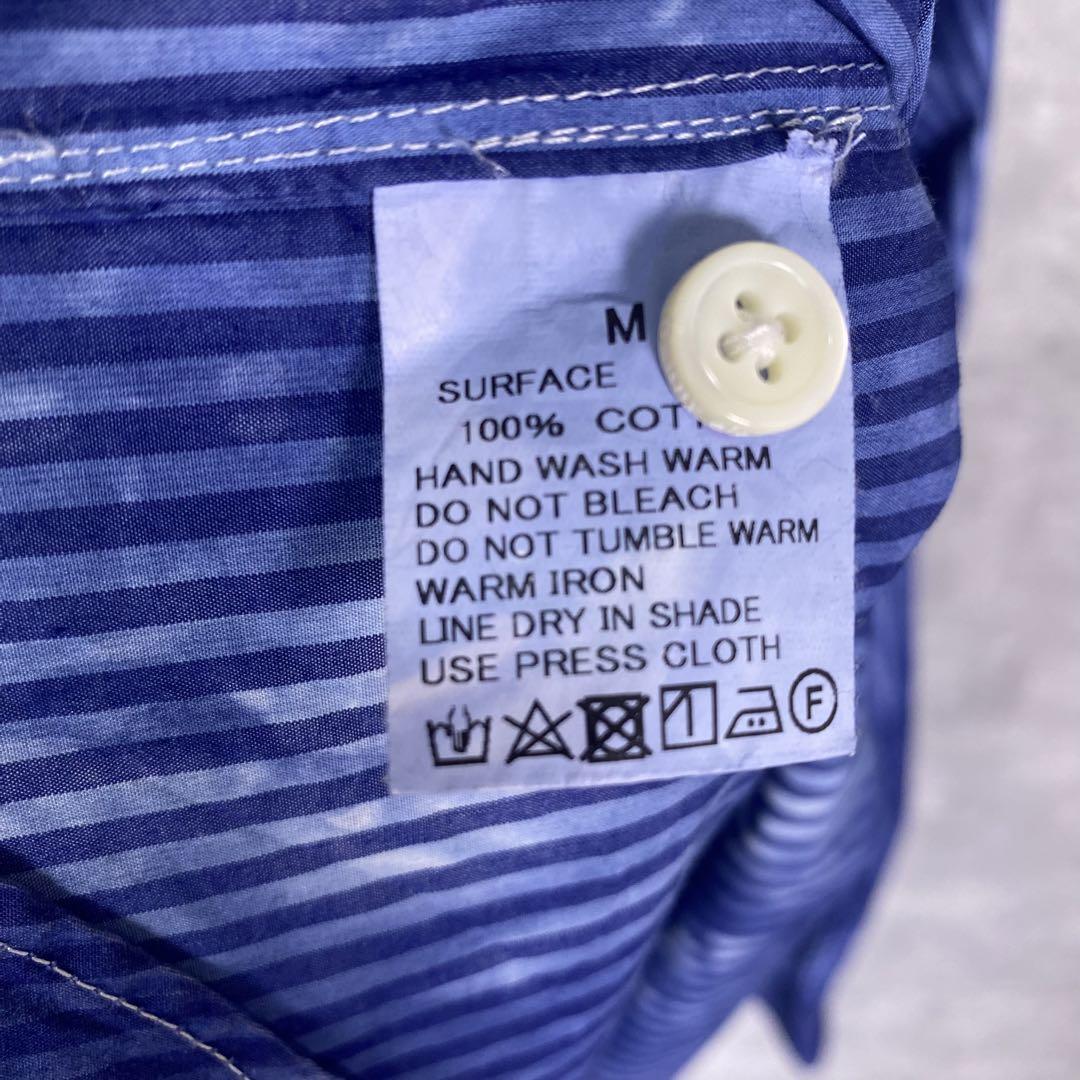 M
SURFACE
100%
HAND WASH WARM
DO NOT BLEACH
DO NOT TUMBLE WARM
WARM IRON
LINE DRY IN SHADE
USE PRESS CLOTH
F